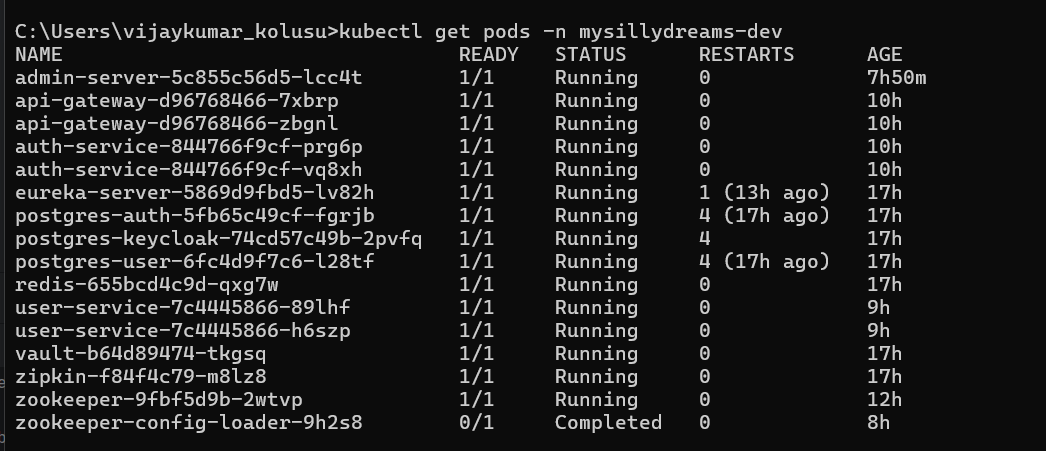 C:\Users\vijaykumar_kolusu>kubectl get pods -n mysillydreams-dev
NAME READY STATUS RESTARTS AGE
admin-server-5c855c56d5-lcc4t 1/1 Running 0 7h50m
api-gateway-d96768466-7xbrp 1/1 Running 0 10h
api-gateway-d96768466-zbgnl 1/1 Running 0 10h
auth-service-844766f9cf-prg6p 1/1 Running 0 10h
auth-service-844766f9cf-vq8xh 1/1 Running 0 10h
eureka-server-5869d9fbd5-lv82h 1/1 Running 1 (13h ago) 17h
postgres-auth-5fb65c49cf-fgrjb 1/1 Running 4 (17h ago) 17h
postgres-keycloak-74cd57c49b-2pvfq 1/1 Running 4 17h
postgres-user-6fc4d9f7c6-l28tf 1/1 Running 4 (17h ago) 17h
redis-655bcd4c9d-qxg7w 1/1 Running 0 17h
user-service-7c4445866-89lhf 1/1 Running 0 9h
user-service-7c4445866-h6szp 1/1 Running 0 9h
vault-b64d89474-tkgsq 1/1 Running 0 17h
zipkin-f84f4c79-m8lz8 1/1 Running 0 17h
zookeeper-9fbf5d9b-2wtvp 1/1 Running 0 12h
zookeeper-config-loader-9h2s8 0/1 Completed 0 8h